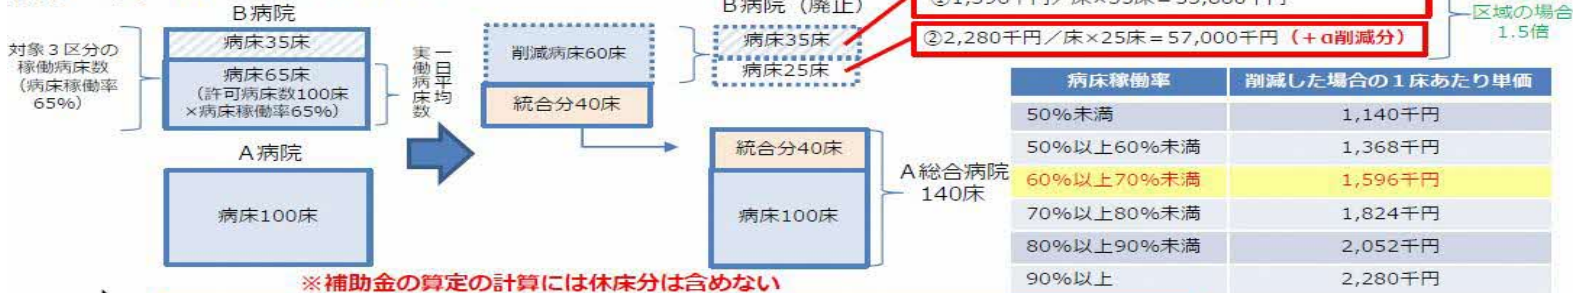 B病院
対象3区分の
稼働病床数
(病床稼働率
65%)
病床35床
病床65床
(許可病床数100床
×病床稼働率65%)
一日平均
実働病床数
A病院
病床100床
削減病床60床
統合分40床
B病院(廃止)
病床35床
病床25床
②2,280千円/床×25床=57,000千円(+α削減分)
区域の場合
1.5倍
統合分40床
病床100床
A総合病院
140床
病床稼働率 削減した場合の1床あたり単価
50%未満 1,140千円
50%以上60%未満 1,368千円
60%以上70%未満 1,596千円
70%以上80%未満 1,824千円
80%以上90%未満 2,052千円
90%以上 2,280千円
※補助金の算定の計算には休床分は含めない